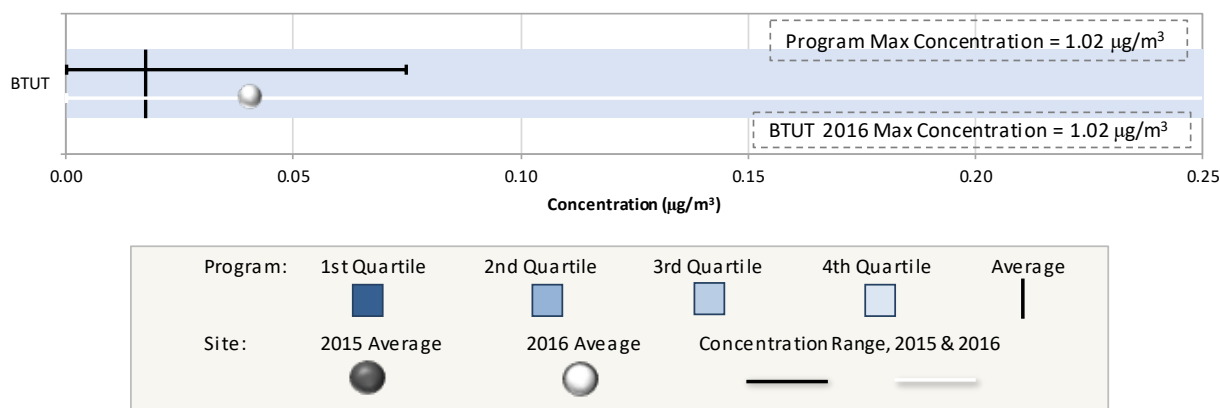 Program Max Concentration = 1.02 µg/m³
BTUT
BTUT 2016 Max Concentration = 1.02 µg/m³
0.00 0.05 0.10 0.15 0.20 0.25
Concentration (µg/m³)
Program: 1st Quartile 2nd Quartile 3rd Quartile 4th Quartile Average
Site: 2015 Average 2016 Aveage Concentration Range, 2015 & 2016